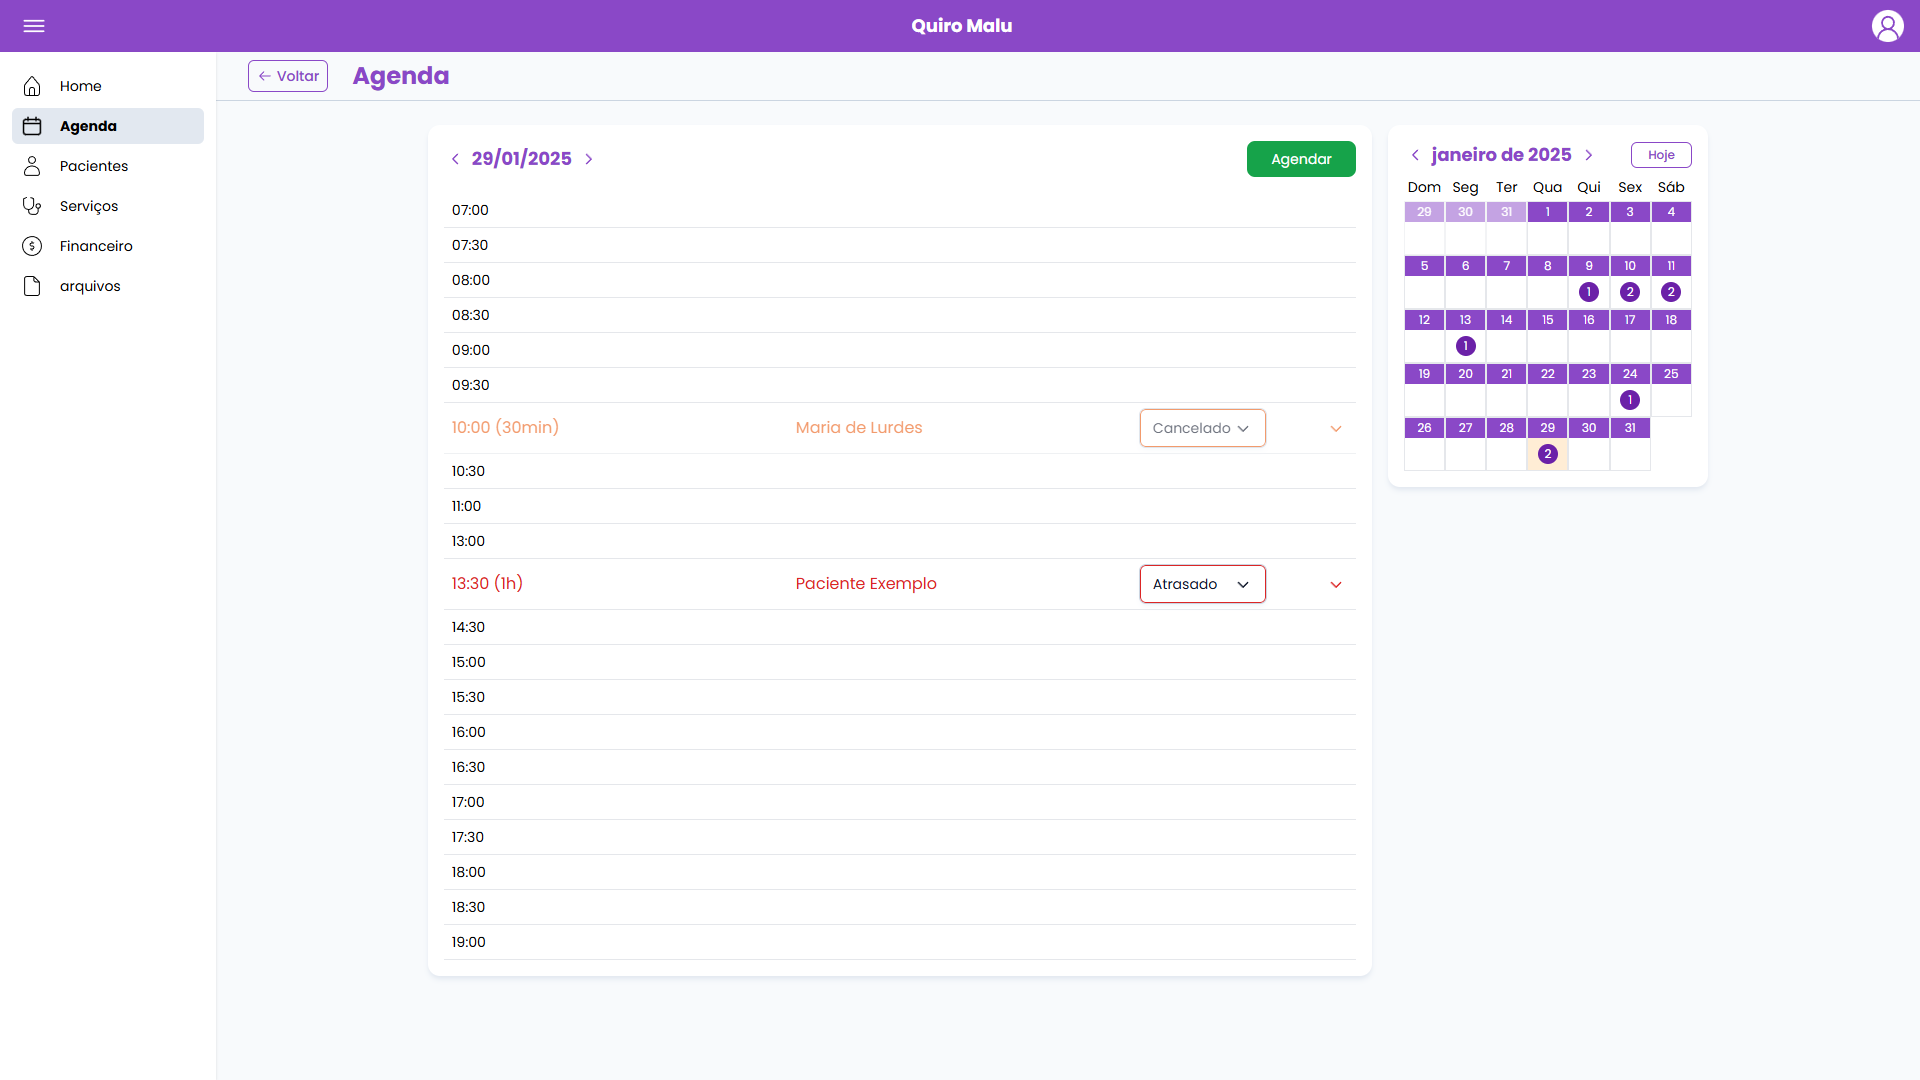 Quiro Malu
Home
Agenda
Pacientes
Serviços
Financeiro
arquivos
Voltar
Agenda
29/01/2025
Agendar
07:00
07:30
08:00
08:30
09:00
09:30
10:00 (30min) Maria de Lurdes Cancelado
10:30
11:00
13:00
13:30 (1h) Paciente Exemplo Atrasado
14:30
15:00
15:30
16:00
16:30
17:00
17:30
18:00
18:30
19:00
janeiro de 2025 Hoje
Dom Seg Ter Qua Qui Sex Sáb
29 30 31 1 2 3 4
5 6 7 8 9 10 11
1 2 2
12 13 14 15 16 17 18
1
19 20 21 22 23 24 25
1
26 27 28 29 30 31
2